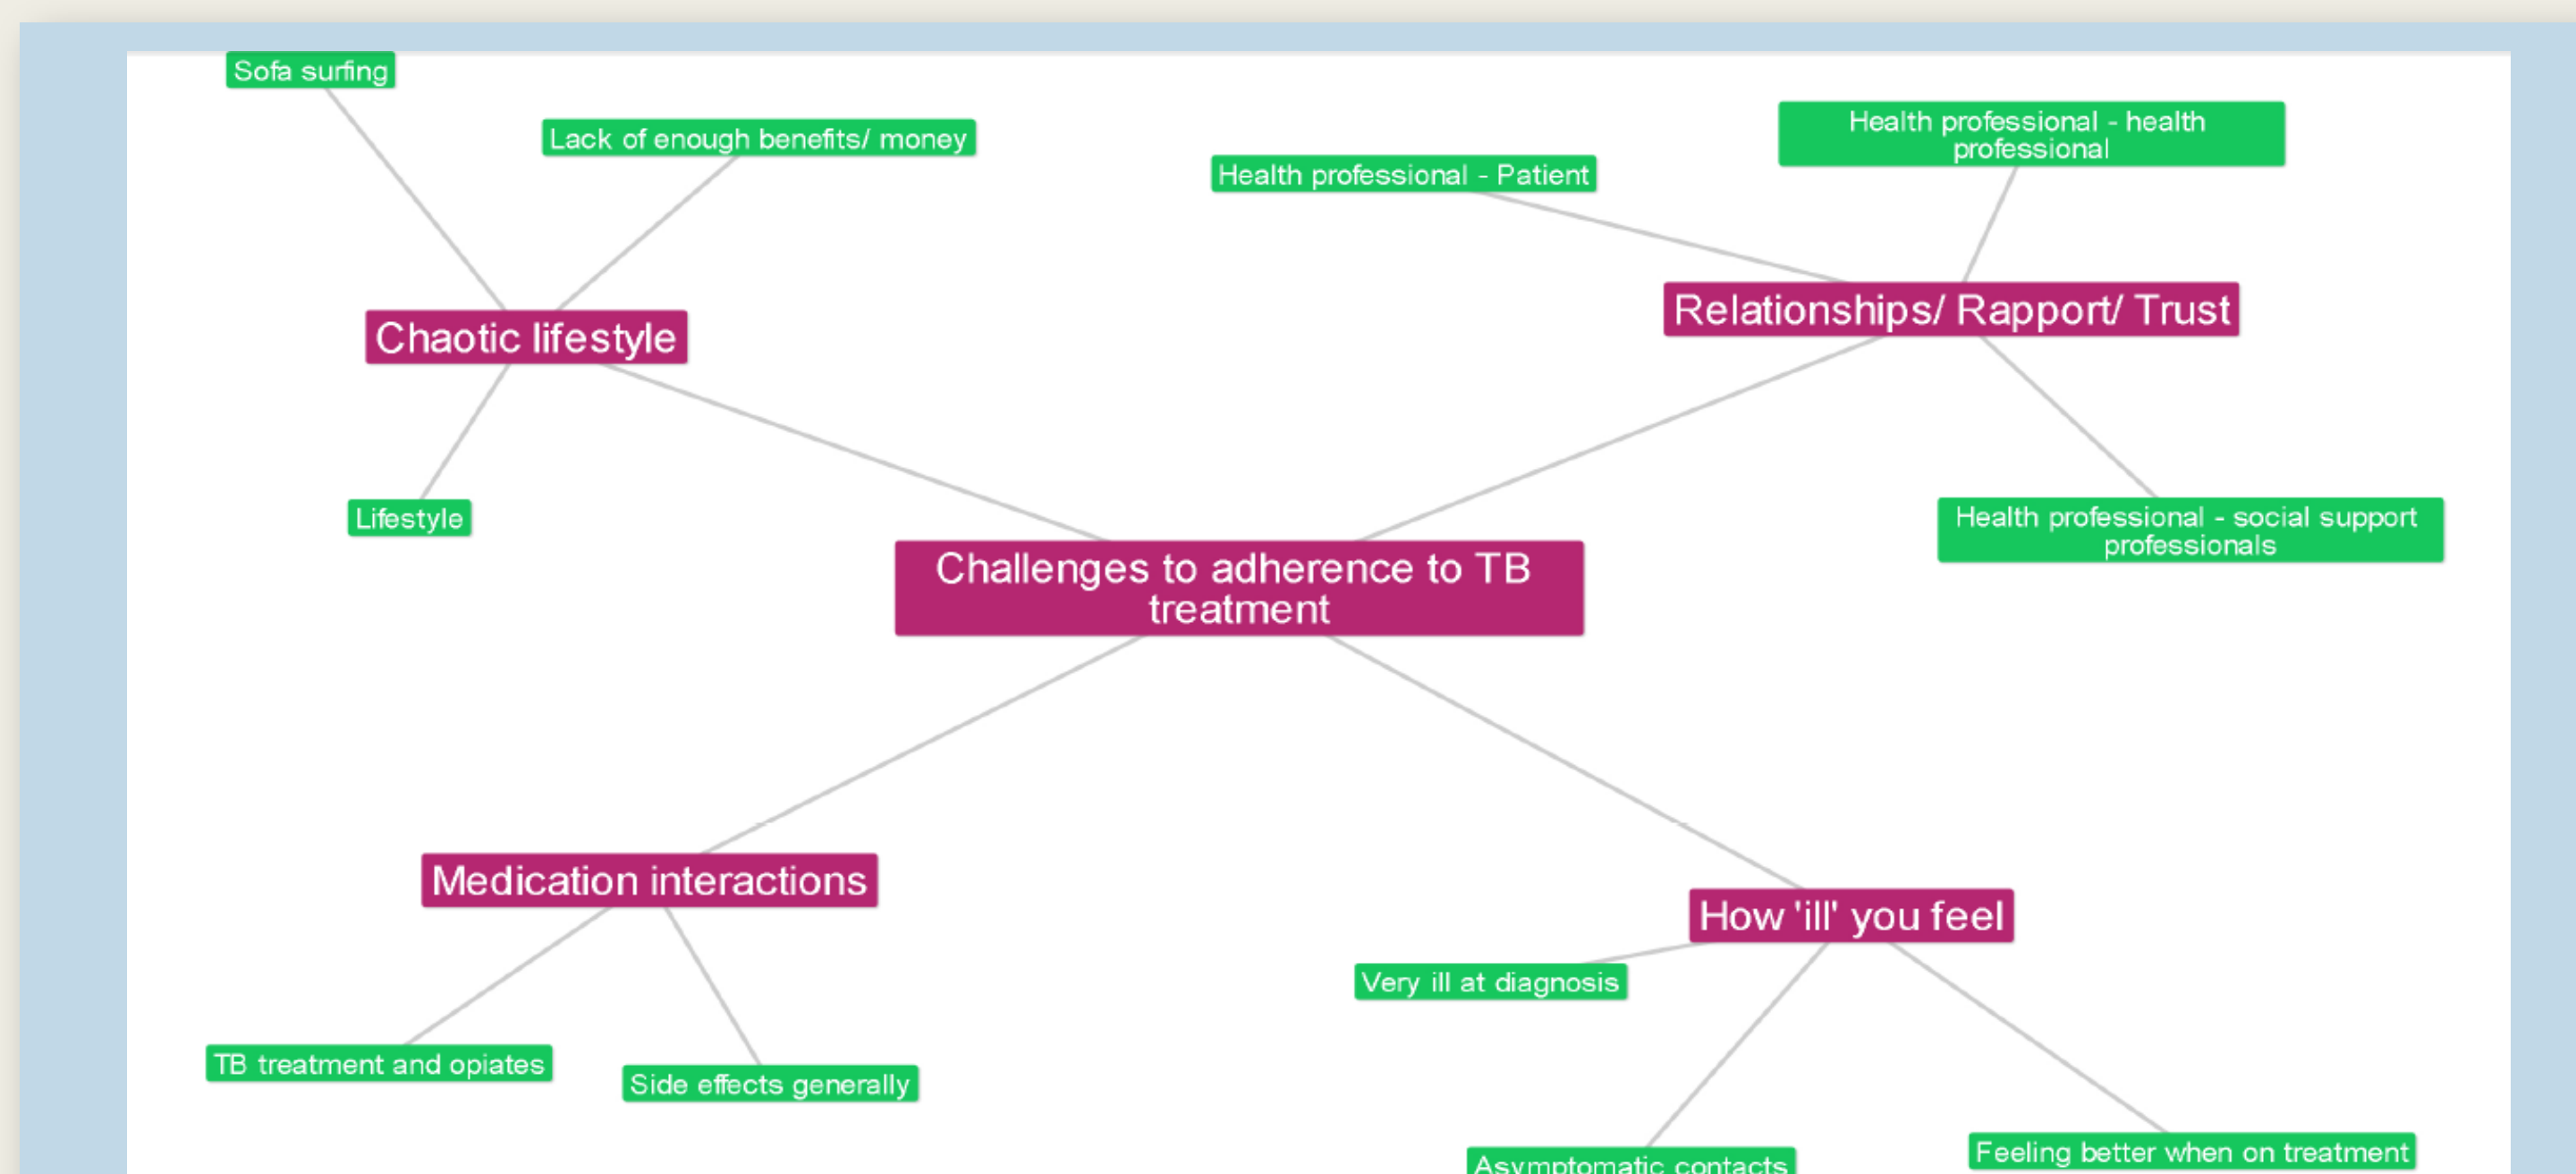 Sofa surfing
Lack of enough benefits/ money
Health professional - health
professional
Health professional - Patient
Relationships/ Rapport/ Trust
Chaotic lifestyle
Lifestyle
Health professional - social support
professionals
Challenges to adherence to TB
treatment
Medication interactions
How 'ill' you feel
Very ill at diagnosis
TB treatment and opiates
Side effects generally
Feeling better when on treatment
Asymptomatic contacts